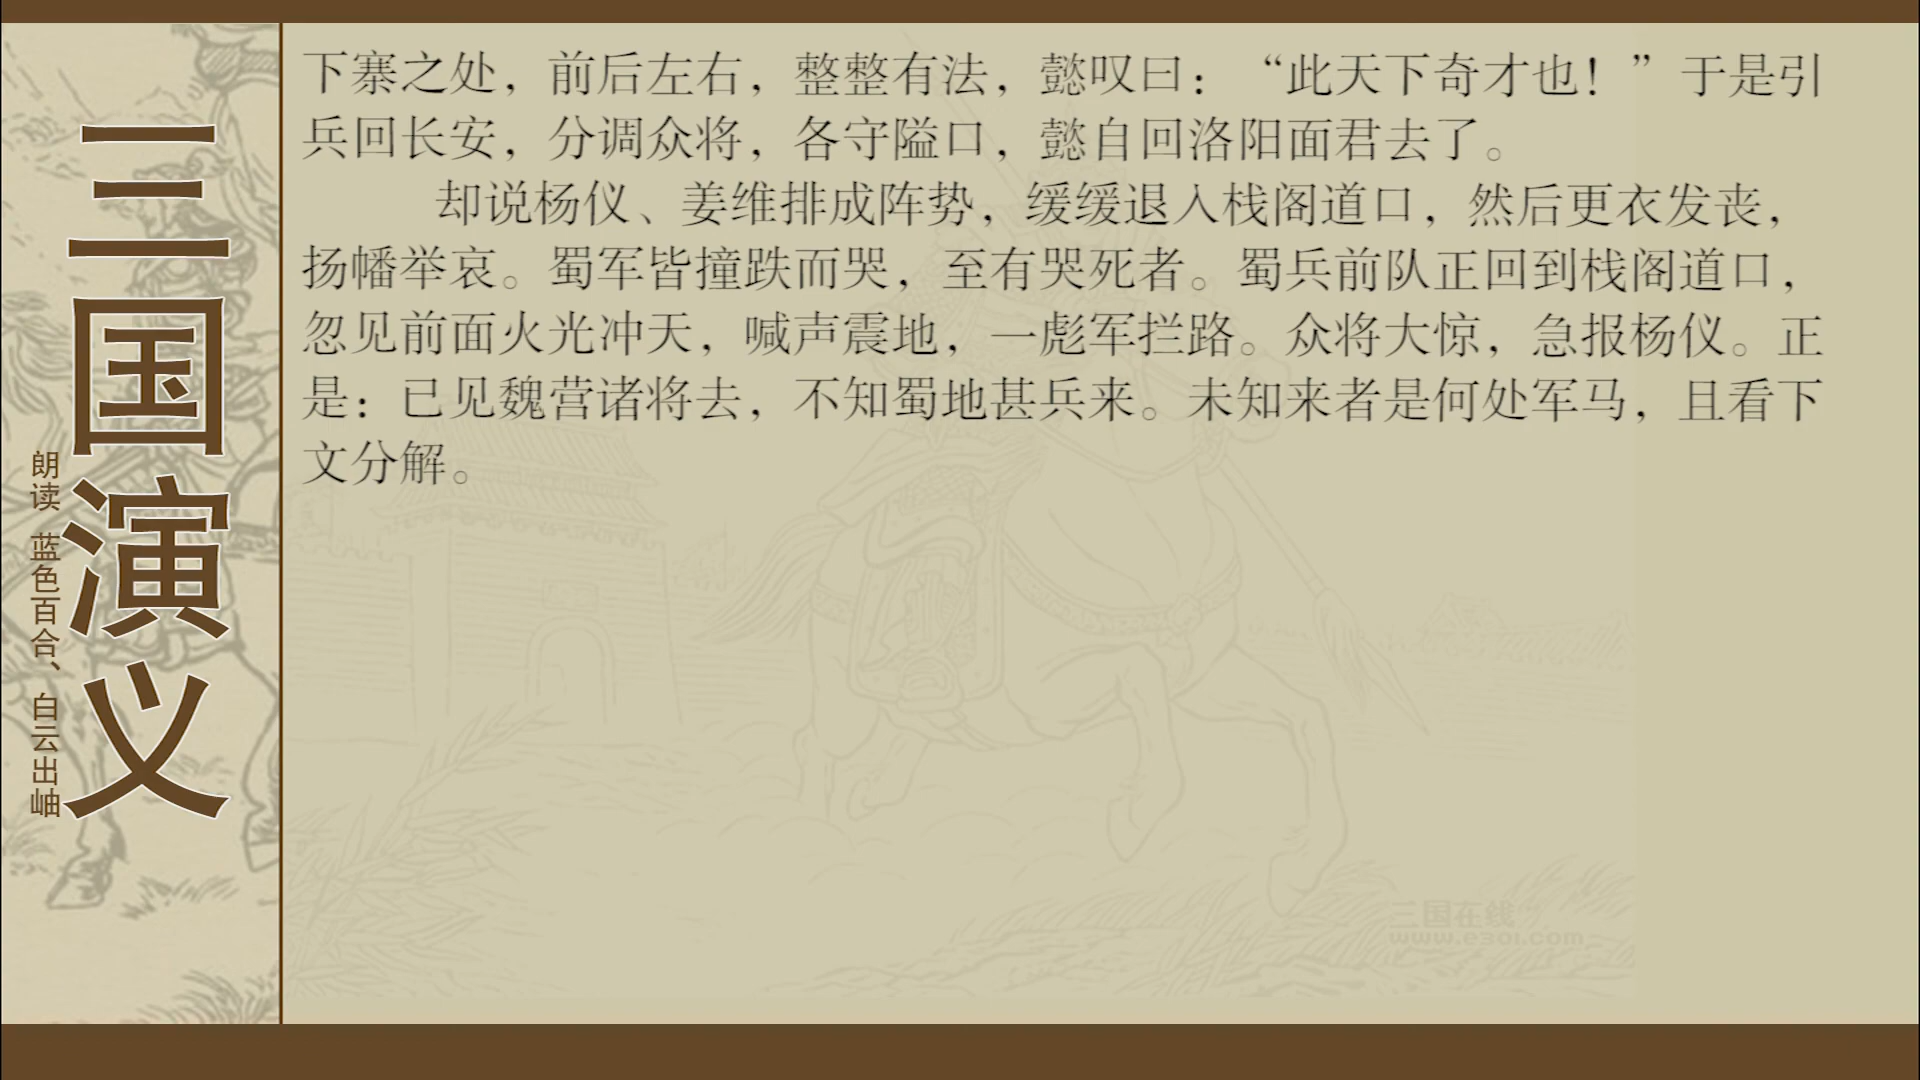 三国演义
朗读 蓝色百合、白云出岫
下寨之处，前后左右，整整有法，懿叹曰：“此天下奇才也！”于是引
兵回长安，分调众将，各守隘口，懿自回洛阳面君去了。
却说杨仪、姜维排成阵势，缓缓退入栈阁道口，然后更衣发丧，
扬幡举哀。蜀军皆撞跌而哭，至有哭死者。蜀兵前队正回到栈阁道口，
忽见前面火光冲天，喊声震地，一彪军拦路。众将大惊，急报杨仪。正
是：已见魏营诸将去，不知蜀地甚兵来。未知来者是何处军马，且看下
文分解。
三国在线
www.e3ol.com